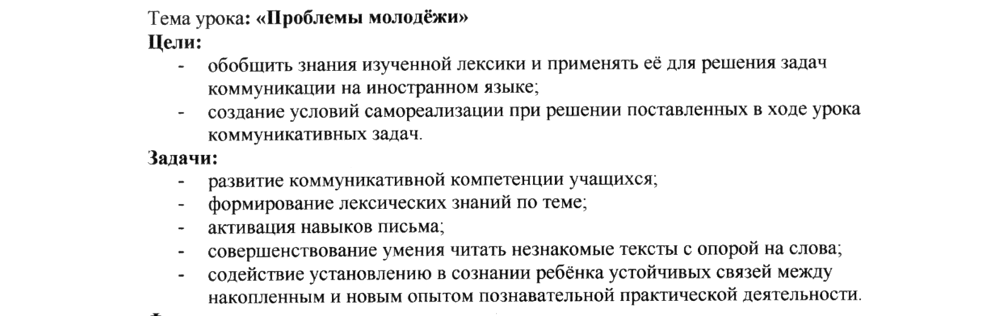 Тема урока: «Проблемы молодёжи»
Цели:
- обобщить знания изученной лексики и применять её для решения задач
коммуникации на иностранном языке;
- создание условий самореализации при решении поставленных в ходе урока
коммуникативных задач.
Задачи:
- развитие коммуникативной компетенции учащихся;
- формирование лексических знаний по теме;
- активация навыков письма;
- совершенствование умения читать незнакомые тексты с опорой на слова;
- содействие установлению в сознании ребёнка устойчивых связей между
накопленным и новым опытом познавательной практической деятельности.